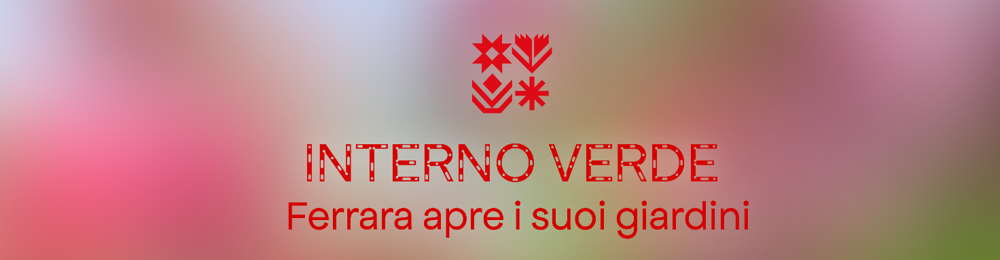 INTERNO VERDE
Ferrara apre i suoi giardini